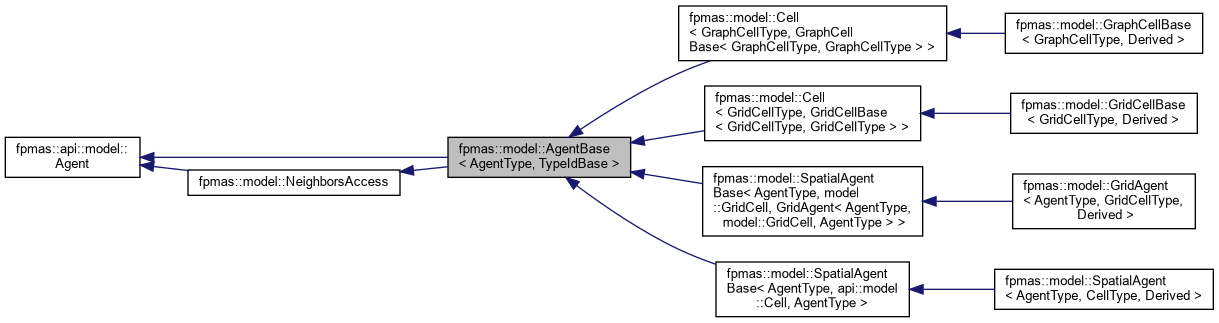 fpmas::api::model::
Agent
fpmas::model::NeighborsAccess
fpmas::model::AgentBase
< AgentType, TypeIdBase >
fpmas::model::Cell
< GraphCellType, GraphCell
Base< GraphCellType, GraphCellType > >
fpmas::model::GraphCellBase
< GraphCellType, Derived >
fpmas::model::Cell
< GridCellType, GridCellBase
< GridCellType, GridCellType > >
fpmas::model::GridCellBase
< GridCellType, Derived >
fpmas::model::SpatialAgent
Base< AgentType, model
::GridCell, GridAgent< AgentType,
model::GridCell, AgentType > >
fpmas::model::GridAgent
< AgentType, GridCellType,
Derived >
fpmas::model::SpatialAgent
Base< AgentType, api::model
::Cell, AgentType >
fpmas::model::SpatialAgent
< AgentType, CellType, Derived >